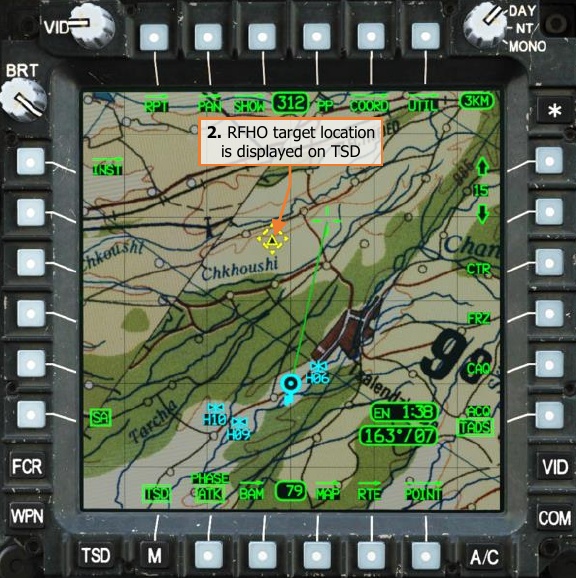 VID
DAY
NT
MONO
BRT
RPT
PAN
SHOW
312
PP
COORD
UTIL
3KM
*
2. RFHO target location
is displayed on TSD
INST
15
Chkhoushi
CTR
FRZ
H06
CAQ
H10
H09
Tarchla
EN 1:38
ACQ
TADS
163°/07
SA
FCR
VID
PHASE
TSD
ATK
BAM
79
MAP
RTE
POINT
WPN
COM
TSD
M
A/C